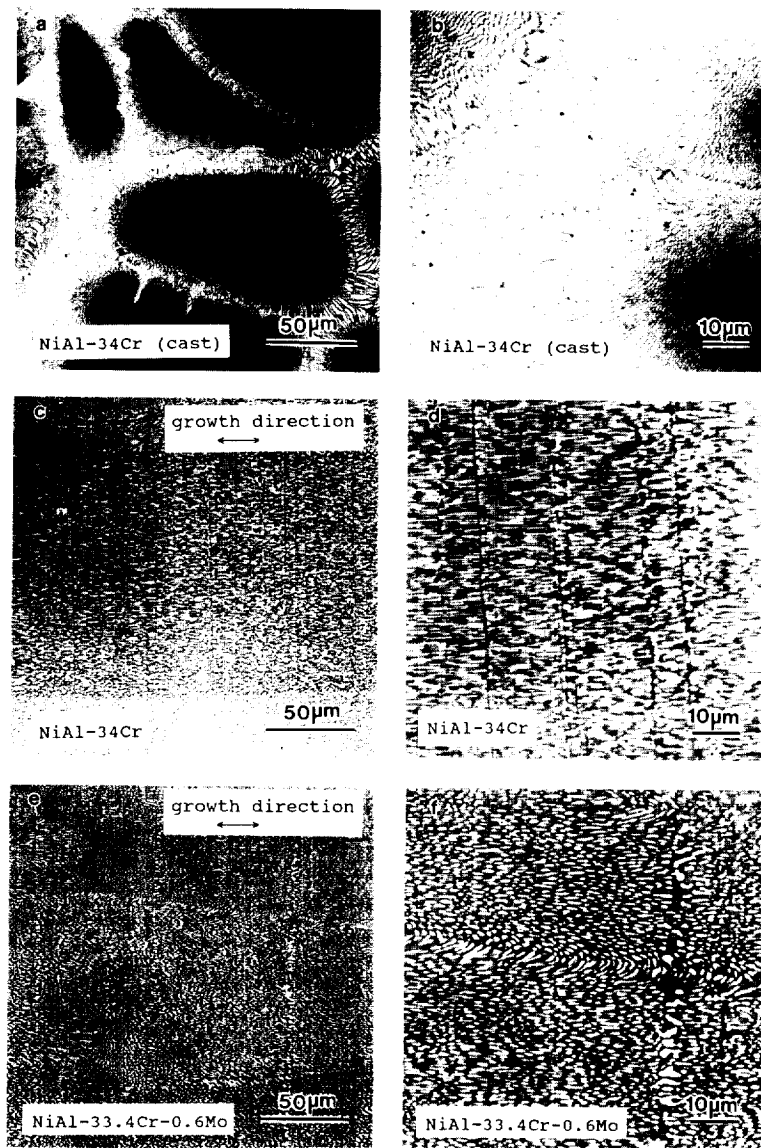 a
50µm
NiAl-34Cr (cast)
b
10µm
NiAl-34Cr (cast)
c
growth direction
50µm
NiAl-34Cr
d
NiAl-34Cr
10µm
e
growth direction
50µm
NiAl-33.4Cr-0.6Mo
f
10µm
NiAl-33.4Cr-0.6Mo